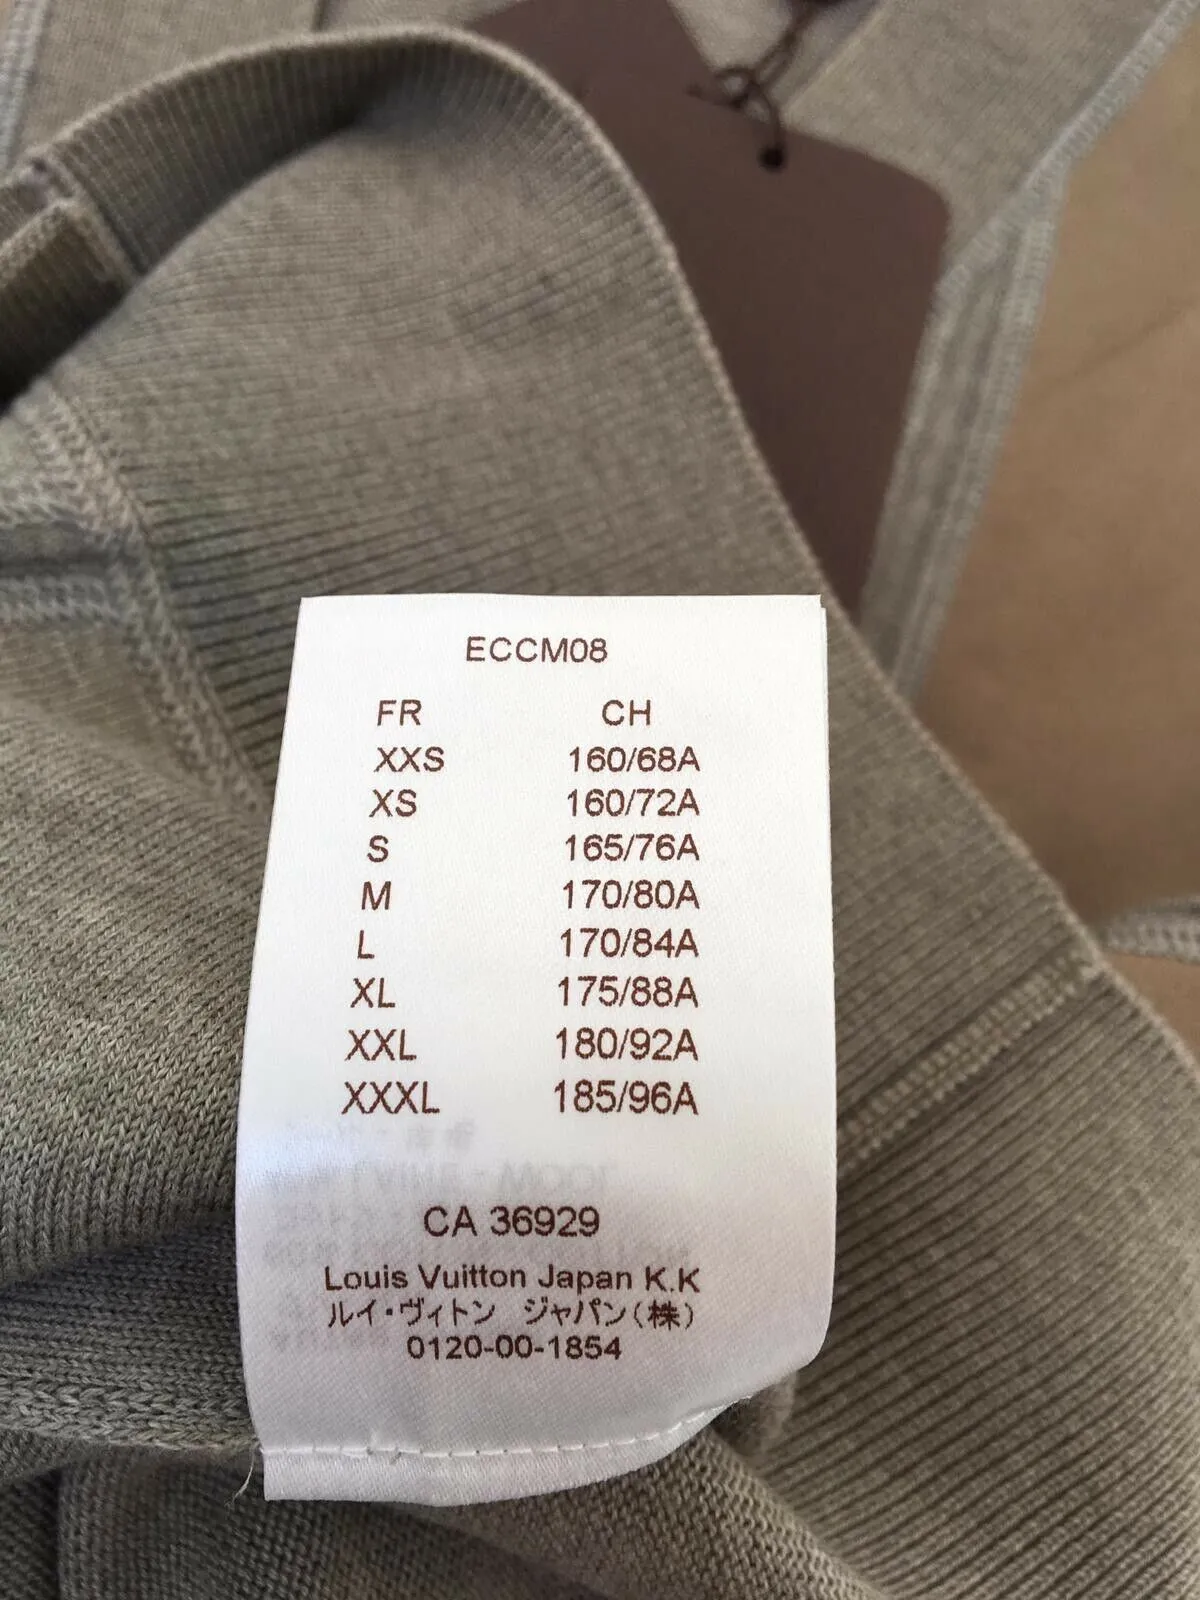 ECCM08
FR CH
XXS 160/68A
XS 160/72A
S 165/76A
M 170/80A
L 170/84A
XL 175/88A
XXL 180/92A
XXXL 185/96A
CA 36929
Louis Vuitton Japan K.K
ルイ・ヴィトン ジャパン(株)
0120-00-1854